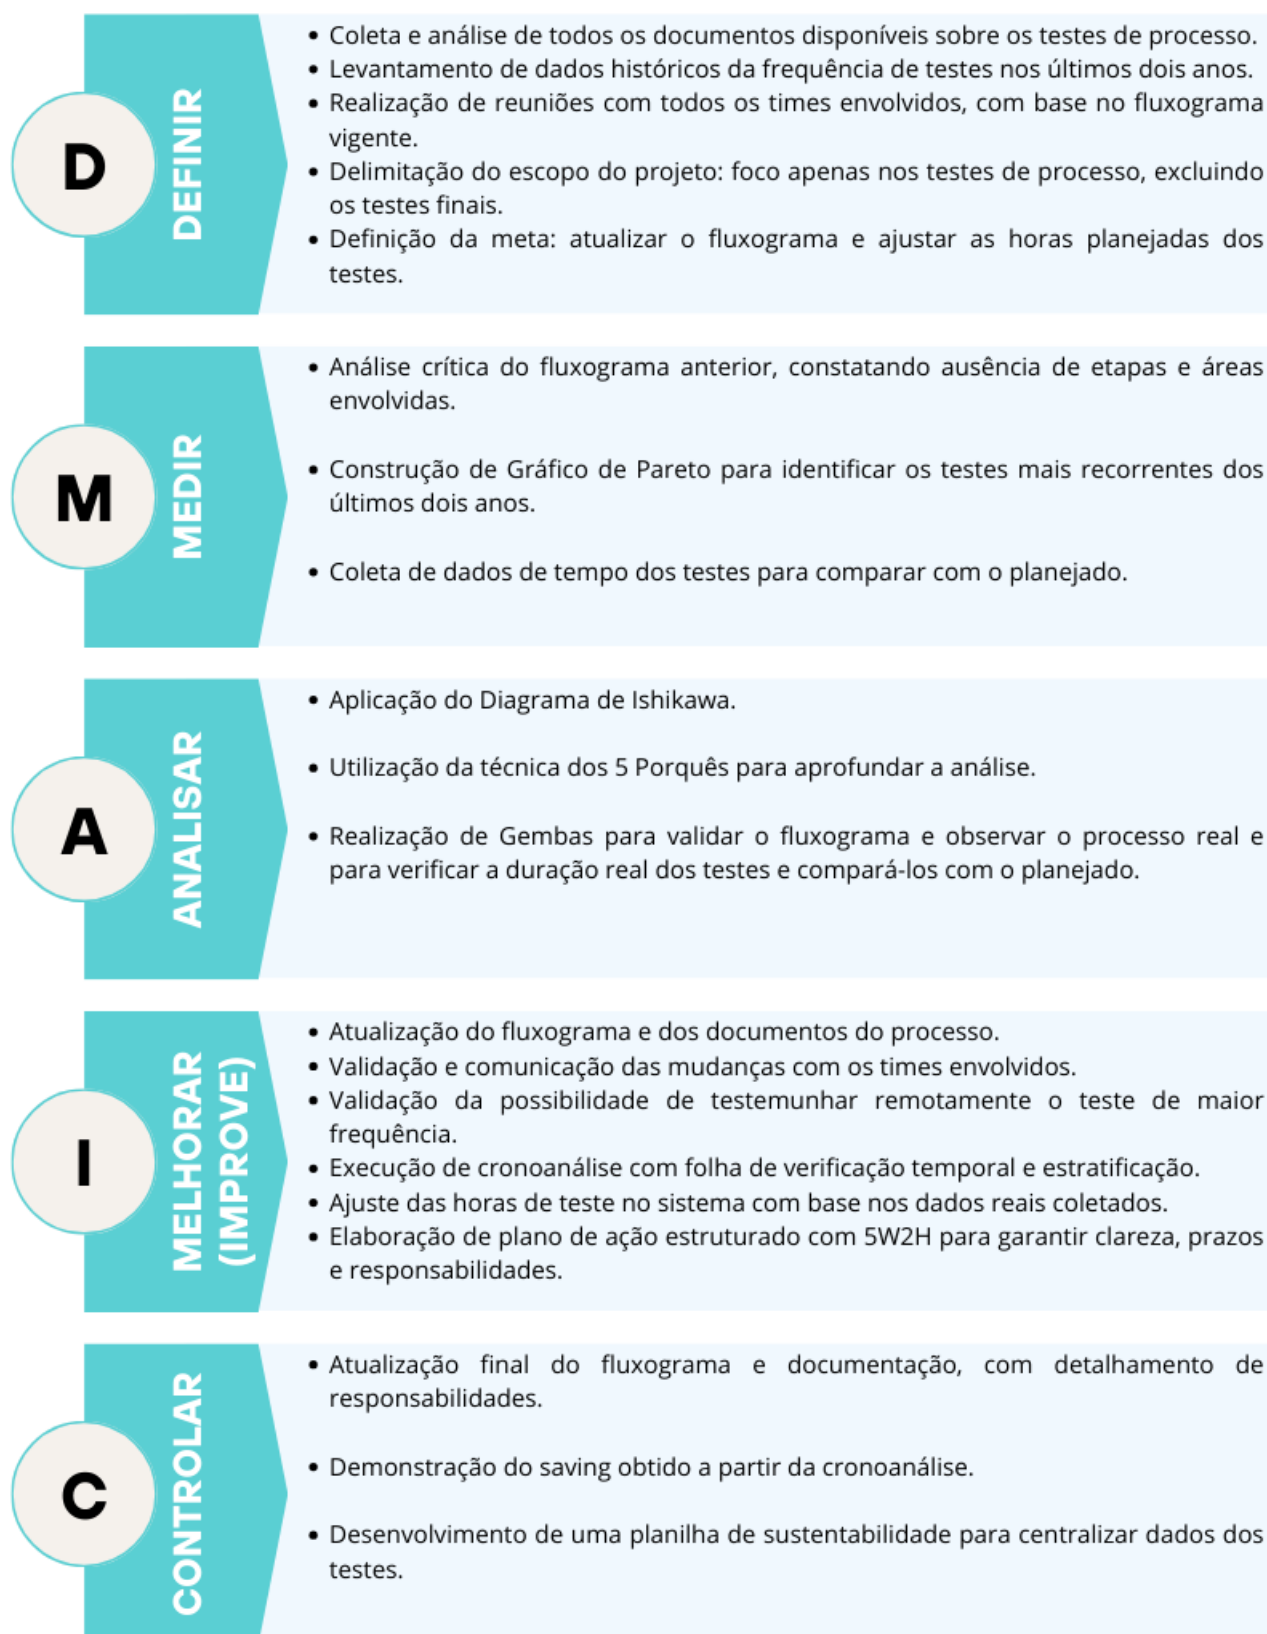 D
DEFINIR
• Coleta e análise de todos os documentos disponíveis sobre os testes de processo.
• Levantamento de dados históricos da frequência de testes nos últimos dois anos.
• Realização de reuniões com todos os times envolvidos, com base no fluxograma
vigente.
• Delimitação do escopo do projeto: foco apenas nos testes de processo, excluindo
os testes finais.
• Definição da meta: atualizar o fluxograma e ajustar as horas planejadas dos
testes.
M
MEDIR
• Análise crítica do fluxograma anterior, constatando ausência de etapas e áreas
envolvidas.
• Construção de Gráfico de Pareto para identificar os testes mais recorrentes dos
últimos dois anos.
• Coleta de dados de tempo dos testes para comparar com o planejado.
A
ANALISAR
• Aplicação do Diagrama de Ishikawa.
• Utilização da técnica dos 5 Porquês para aprofundar a análise.
• Realização de Gembas para validar o fluxograma e observar o processo real e
para verificar a duração real dos testes e compará-los com o planejado.
I
MELHORAR
(IMPROVE)
• Atualização do fluxograma e dos documentos do processo.
• Validação e comunicação das mudanças com os times envolvidos.
• Validação da possibilidade de testemunhar remotamente o teste de maior
frequência.
• Execução de cronoanálise com folha de verificação temporal e estratificação.
• Ajuste das horas de teste no sistema com base nos dados reais coletados.
• Elaboração de plano de ação estruturado com 5W2H para garantir clareza, prazos
e responsabilidades.
C
CONTROLAR
• Atualização final do fluxograma e documentação, com detalhamento de
responsabilidades.
• Demonstração do saving obtido a partir da cronoanálise.
• Desenvolvimento de uma planilha de sustentabilidade para centralizar dados dos
testes.